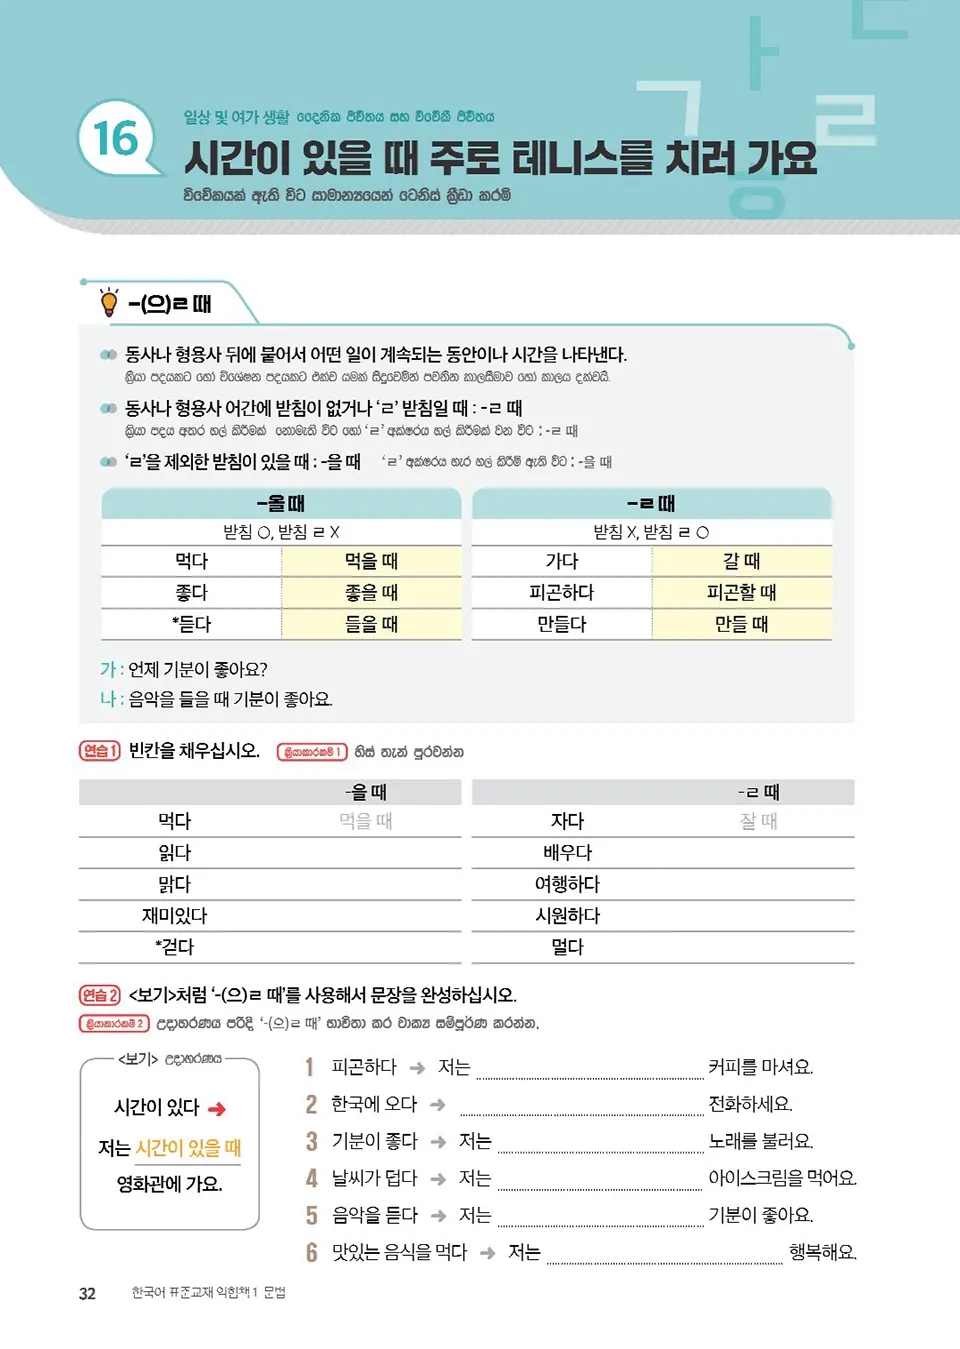 16
일상 및 여가 생활 දෛනික ජීවිතය සහ විවේකී ජීවිතය
시간이 있을 때 주로 테니스를 치러 가요
විවේකයක් ඇති විට සාමාන්‍යයෙන් ටෙනිස් ක්‍රීඩා කරමි
ㄱ ㅏ ㄴ ㄹ ㅇ
-(으)ㄹ 때
동사나 형용사 뒤에 붙어서 어떤 일이 계속되는 동안이나 시간을 나타낸다.
ක්‍රියා පදයකට හෝ විශේෂන පදයකට එක්ව යමක් සිදුවෙමින් පවතින කාලසීමාව හෝ කාලය දක්වයි.
동사나 형용사 어간에 받침이 없거나 ‘ㄹ’ 받침일 때 : -ㄹ 때
ක්‍රියා පදය අතර හල් කිරීමක් නොමැති විට හෝ ‘ㄹ’ අක්ෂරය හල් කිරීමක් වන විට : -ㄹ 때
‘ㄹ’을 제외한 받침이 있을 때 : -을 때 ‘ㄹ’ අක්ෂරය හැර හල් කිරීම් ඇති විට : -을 때
-올 때 -ㄹ 때
받침 O, 받침 ㄹ X 받침 X, 받침 ㄹ O
먹다 먹을 때 가다 갈 때
좋다 좋을 때 피곤하다 피곤할 때
*듣다 들을 때 만들다 만들 때
가 : 언제 기분이 좋아요?
나 : 음악을 들을 때 기분이 좋아요.
연습 1 빈칸을 채우십시오. ක්‍රියාකාරකම් 1 හිස් තැන් පුරවන්න
-을 때 -ㄹ 때
먹다 먹을 때 자다 잘 때
읽다 배우다
맑다 여행하다
재미있다 시원하다
*걷다 멀다
연습 2 <보기>처럼 ‘-(으)ㄹ 때’를 사용해서 문장을 완성하십시오.
ක්‍රියාකාරකම් 2 උදාහරණය පරිදි ‘-(으)ㄹ 때’ භාවිතා කර වාක්‍ය සම්පූර්ණ කරන්න.
<보기> උදාහරණය
시간이 있다 ➜
저는 시간이 있을 때
영화관에 가요.
1 피곤하다 ➜ 저는 커피를 마셔요.
2 한국에 오다 ➜ 전화하세요.
3 기분이 좋다 ➜ 저는 노래를 불러요.
4 날씨가 덥다 ➜ 저는 아이스크림을 먹어요.
5 음악을 듣다 ➜ 저는 기분이 좋아요.
6 맛있는 음식을 먹다 ➜ 저는 행복해요.
32 한국어 표준교재 익힘책 1 문법